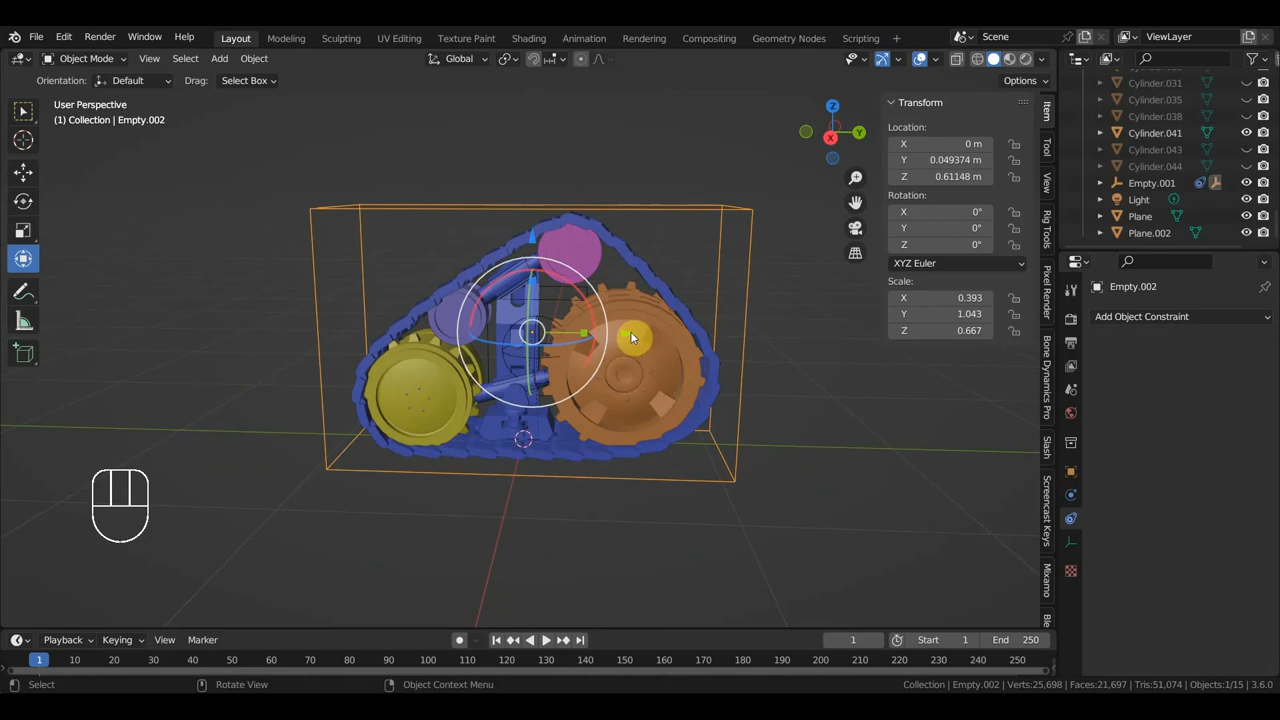 File Edit Render Window Help Layout Modeling Sculpting UV Editing Texture Paint Shading Animation Rendering Compositing Geometry Nodes Scripting + Scene ViewLayer
Object Mode View Select Add Object Global
Orientation: Default Drag: Select Box Options
User Perspective
(1) Collection | Empty.002
Z
Y
X
Transform
Location:
X 0 m
Y 0.049374 m
Z 0.61148 m
Rotation:
X 0°
Y 0°
Z 0°
XYZ Euler
Scale:
X 0.393
Y 1.043
Z 0.667
Item
Tool
View
Rig Tools
Pixel Render
Bone Dynamics Pro
Slash
Screencast Keys
Mixamo
Cylinder.031
Cylinder.035
Cylinder.038
Cylinder.041
Cylinder.043
Cylinder.044
Empty.001
Light
Plane
Plane.002
Empty.002
Add Object Constraint
Playback Keying View Marker 1 Start 1 End 250
1 10 20 30 40 50 60 70 80 90 100 110 120 130 140 150 160 170 180 190 200 210 220 230 240 250
Select Rotate View Object Context Menu Collection | Empty.002 | Verts:25,698 | Faces:21,697 | Tris:51,074 | Objects:1/15 | 3.6.0